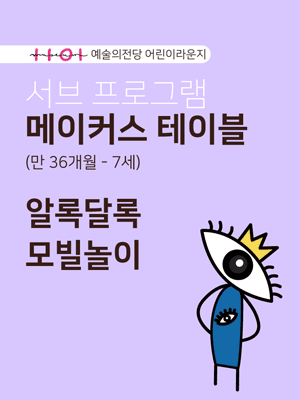 예술의전당 어린이라운지
서브 프로그램
메이커스 테이블
(만 36개월 - 7세)
알록달록
모빌놀이